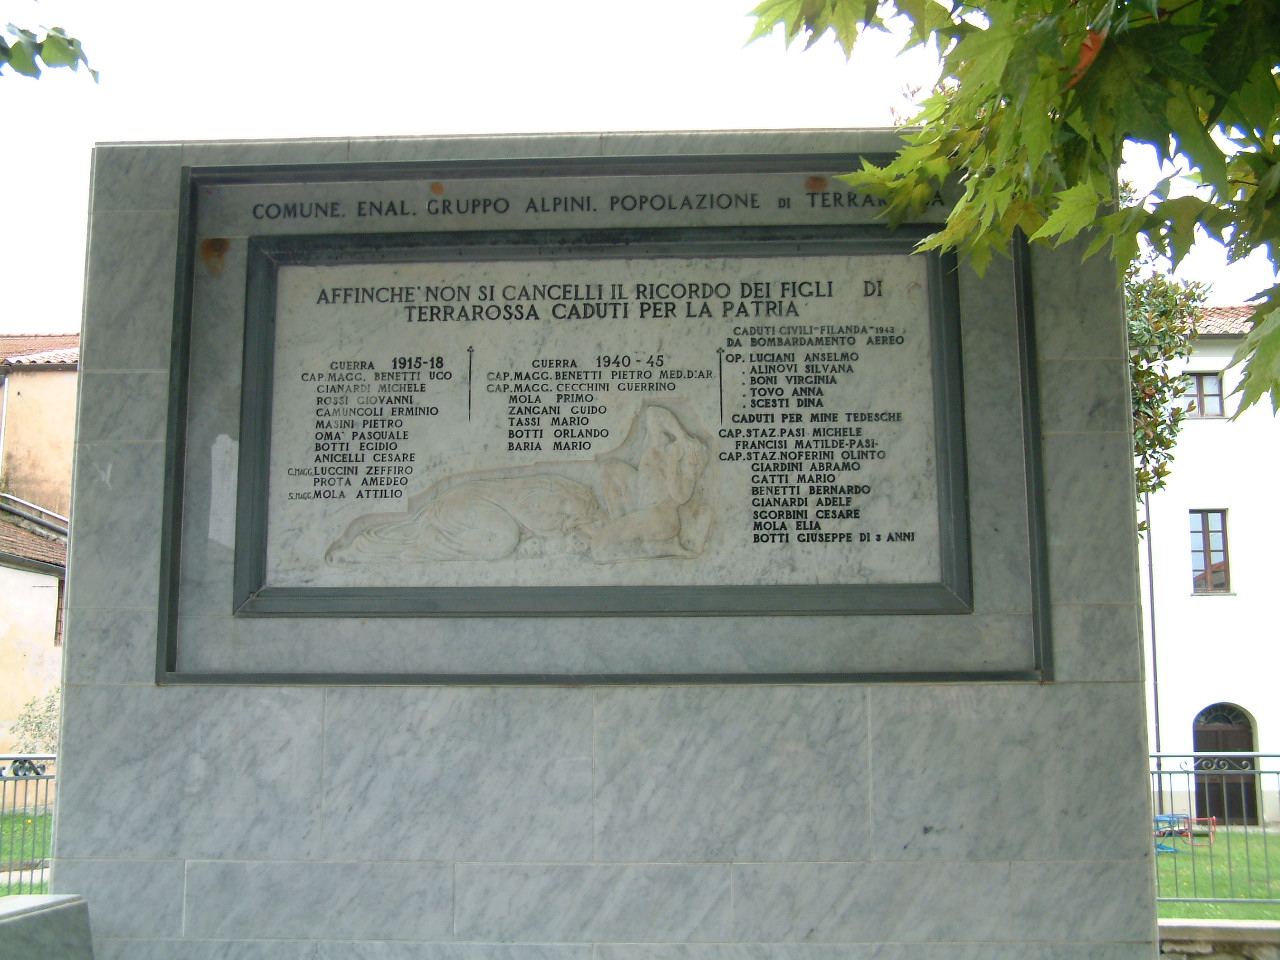 COMUNE. ENAL. GRUPPO ALPINI. POPOLAZIONE DI
AFFINCHE' NON SI CANCELLI IL RICORDO DEI FIGLI DI
TERRAROSSA CADUTI PER LA PATRIA
GUERRA 1915-18
CAP. MAGG. BENETTI UGO
CIANARDI MICHELE
ROSSI GIOVANNI
CAMUNCOLI ERMINIO
MASINI PIETRO
OMA' PASQUALE
BOTTI EGIDIO
ANICELLI CESARE
C. MAGG. LUCCINI ZEFFIRO
PROTA AMEDEO
S. MAGG. MOLA ATTILIO
GUERRA 1940-45
CAP. MAGG. BENETTI PIETRO MED. D'AR.
CAP. MAGG. CECCHINI GUERRINO
MOLA PRIMO
ZANGANI GUIDO
TASSI MARIO
BOTTI ORLANDO
BARIA MARIO
CADUTI CIVILI "FILANDA" 1943
DA BOMBARDAMENTO AEREO
OP. LUCIANI ANSELMO
ALINOVI SILVANA
BONI VIRGINIA
TOVO ANNA
SCESTI DINA
CADUTI PER MINE TEDESCHE
CAP. STAZ. PASI MICHELE
FRANCISI MATILDE-PASI
CAP. STAZ. NOFERINI OLINTO
GIARDINI ABRAMO
GATTI MARIO
BENETTI BERNARDO
GIANARDI ADELE
SGORBINI CESARE
MOLA ELIA
BOTTI GIUSEPPE DI 3 ANNI